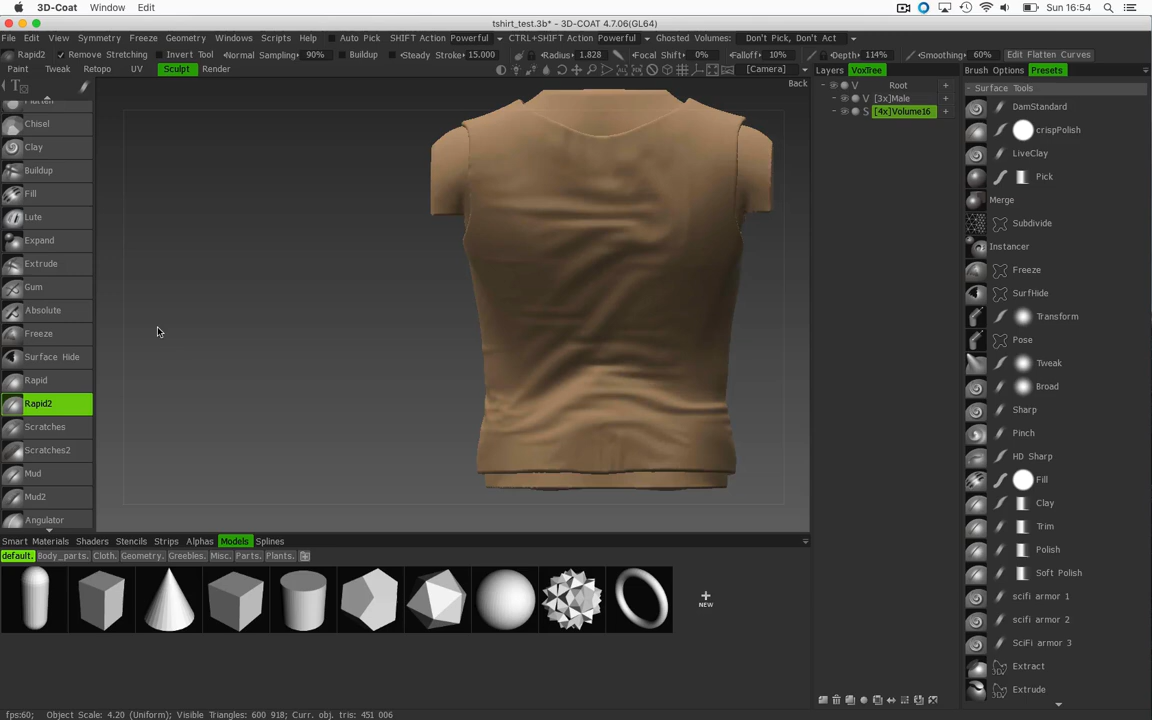 3D-Coat Window Edit Sun 16:54
tshirt_test.3b* - 3D-COAT 4.7.06(GL64)
File Edit View Symmetry Freeze Geometry Windows Scripts Help Auto Pick SHIFT Action Powerful CTRL+SHIFT Action Powerful Ghosted Volumes: Don't Pick, Don't Act
Rapid2 Remove Stretching Invert Tool Normal Sampling: 90% Buildup Steady Stroke: 15.000 Radius: 1.828 Focal Shift: 0% Falloff: 10% Depth: 114% Smoothing: 60% Edit Flatten Curves
Paint Tweak Retopo UV Sculpt Render [Camera] Layers VoxTree Brush Options Presets
Back
Root
[3x]Male
[4x]Volume16
Flatten
Chisel
Clay
Buildup
Fill
Lute
Expand
Extrude
Gum
Absolute
Freeze
Surface Hide
Rapid
Rapid2
Scratches
Scratches2
Mud
Mud2
Angulator
Surface Tools
DamStandard
crispPolish
LiveClay
Pick
Merge
Subdivide
Instancer
Freeze
SurfHide
Transform
Pose
Tweak
Broad
Sharp
Pinch
HD Sharp
Fill
Clay
Trim
Polish
Soft Polish
scifi armor 1
scifi armor 2
SciFi armor 3
Extract
Extrude
Smart Materials Shaders Stencils Strips Alphas Models Splines
default. Body_parts. Cloth. Geometry. Greebles. Misc. Parts. Plants.
NEW
fps:60; Object Scale: 4.20 (Uniform); Visible Triangles: 600 918; Curr. obj. tris: 451 006